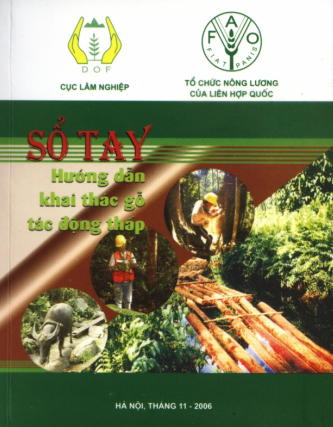 DOF
CỤC LÂM NGHIỆP
FAO
FIAT PANIS
TỔ CHỨC NÔNG LƯƠNG
CỦA LIÊN HỢP QUỐC
SỔ TAY
Hướng dẫn
khai thác gỗ
tác động thấp
HÀ NỘI, THÁNG 11 - 2006